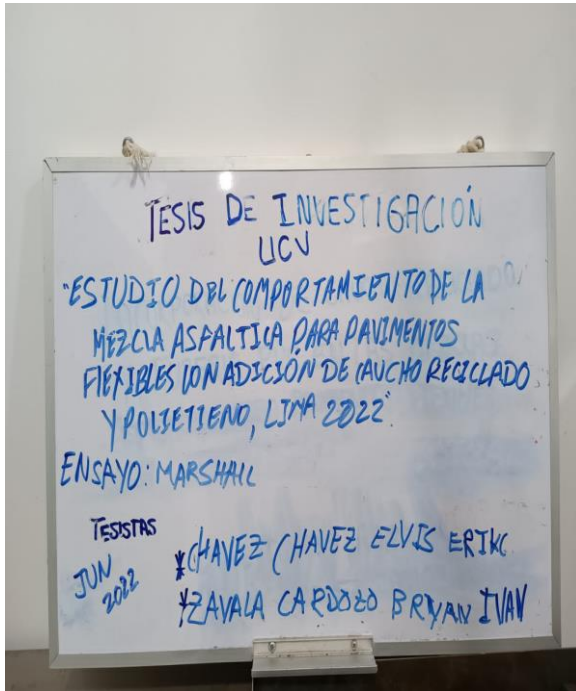 TESIS DE INVESTIGACIÓN
UCV
"ESTUDIO DEL COMPORTAMIENTO DE LA
MEZCLA ASFALTICA PARA PAVIMENTOS
FLEXIBLES CON ADICIÓN DE CAUCHO RECICLADO
Y POLIETIENO, LIMA 2022"
ENSAYO: MARSHALL
TESISTAS
*CHAVEZ CHAVEZ ELVIS ERIKC
JUN
2022
*ZAVALA CARDOZO BRYAN IVAN